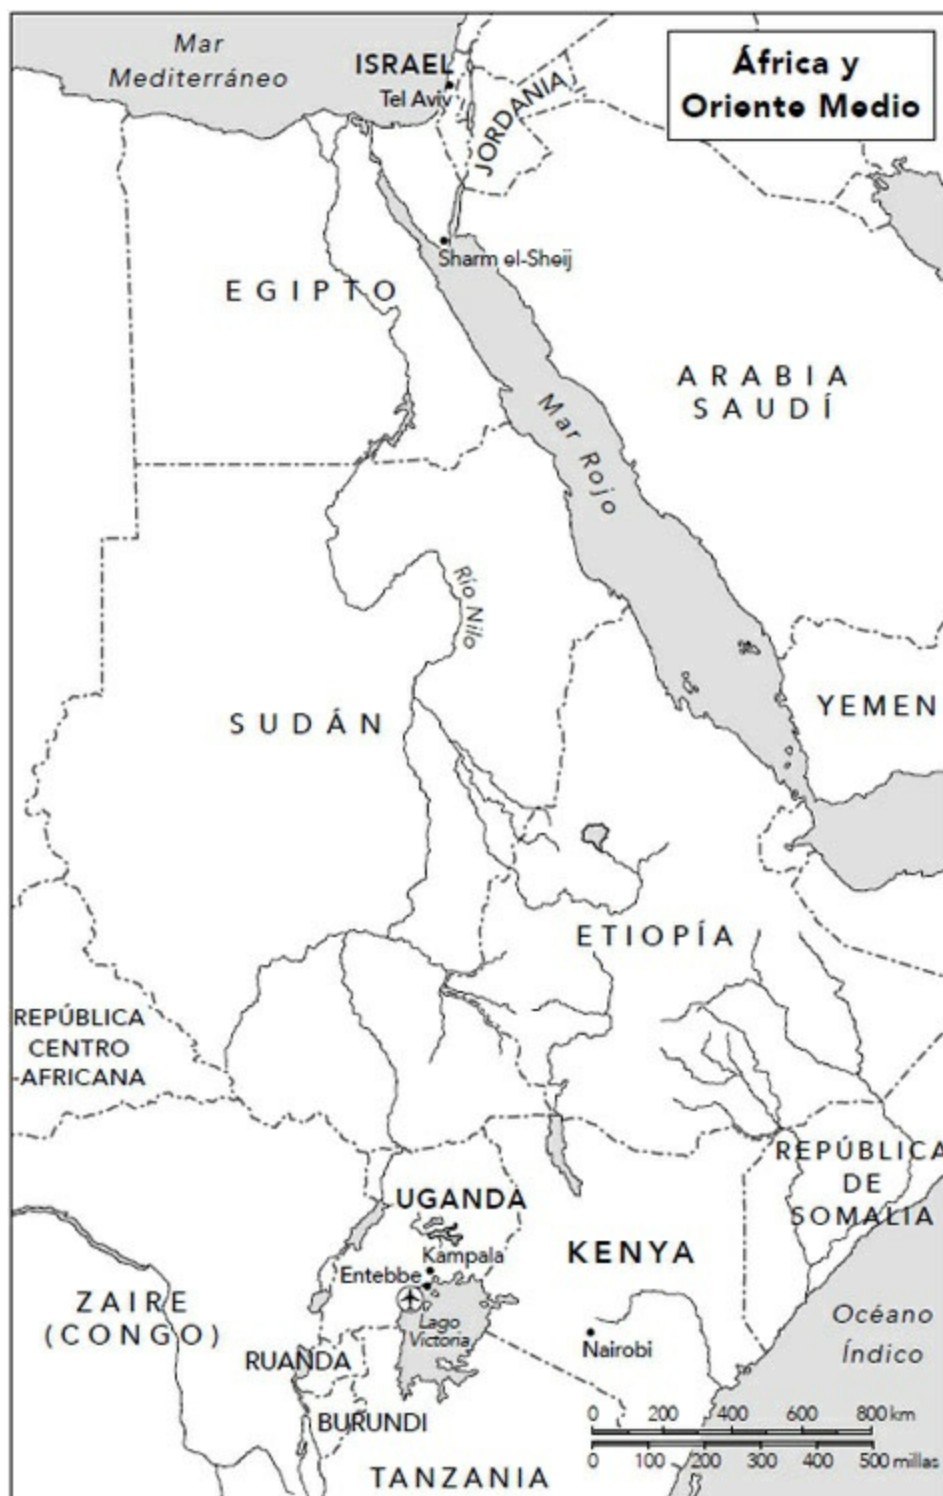 Mar
Mediterráneo
ISRAEL
Tel Aviv
JORDANIA
África y
Oriente Medio
Sharm el-Sheij
EGIPTO
ARABIA
SAUDÍ
Mar Rojo
Río Nilo
SUDÁN
YEMEN
ETIOPÍA
REPÚBLICA
CENTRO
-AFRICANA
REPÚBLICA
DE
SOMALIA
UGANDA
Kampala
KENYA
Entebbe
ZAIRE
(CONGO)
Lago
Victoria
Océano
Índico
Nairobi
RUANDA
BURUNDI
0 200 400 600 800 km
0 100 200 300 400 500 millas
TANZANIA